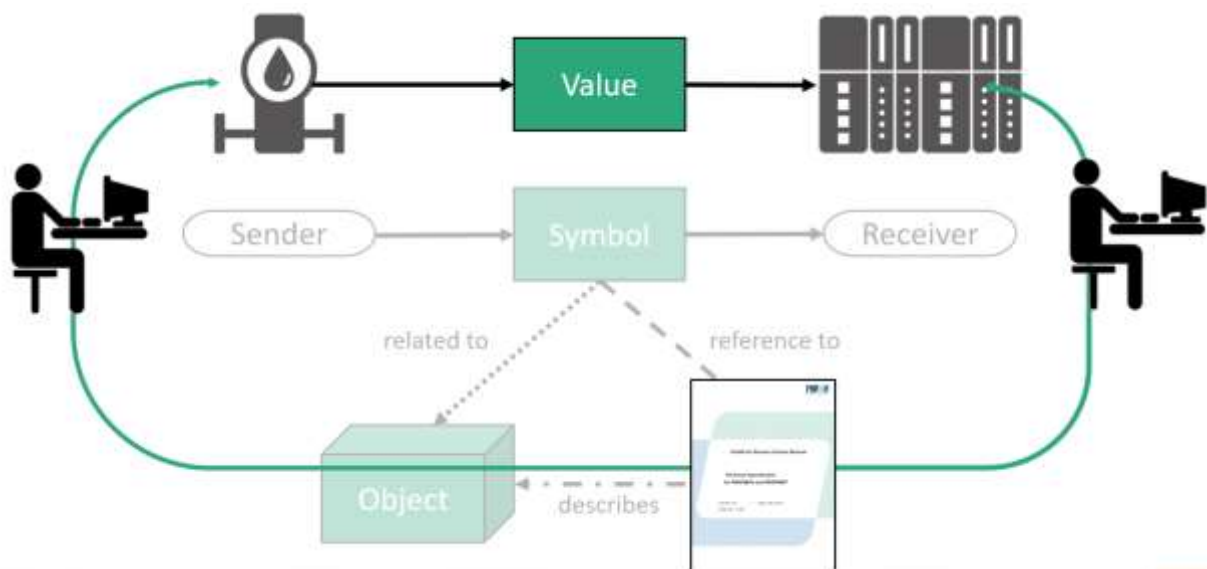 Value
Sender
Symbol
Receiver
related to
reference to
Object
describes